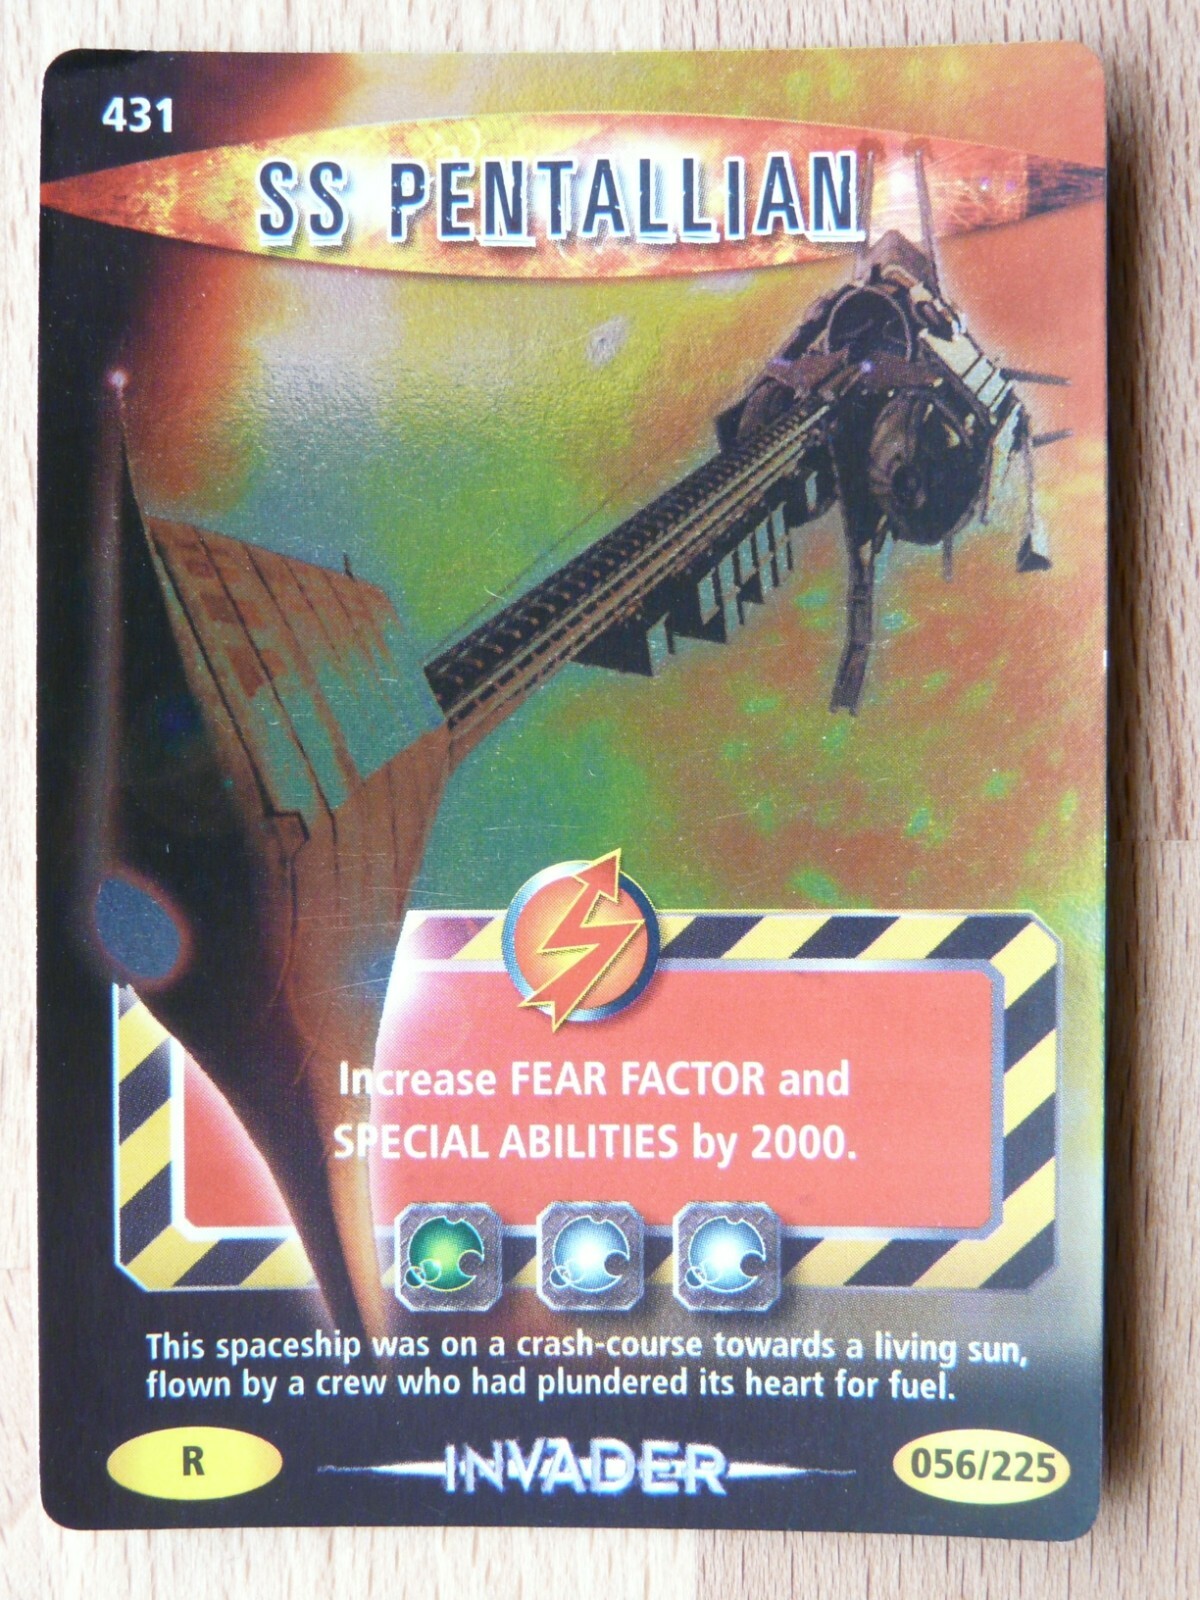 431
SS PENTALLIAN
Increase FEAR FACTOR and
SPECIAL ABILITIES by 2000.
This spaceship was on a crash-course towards a living sun,
flown by a crew who had plundered its heart for fuel.
R
INVADER
056/225